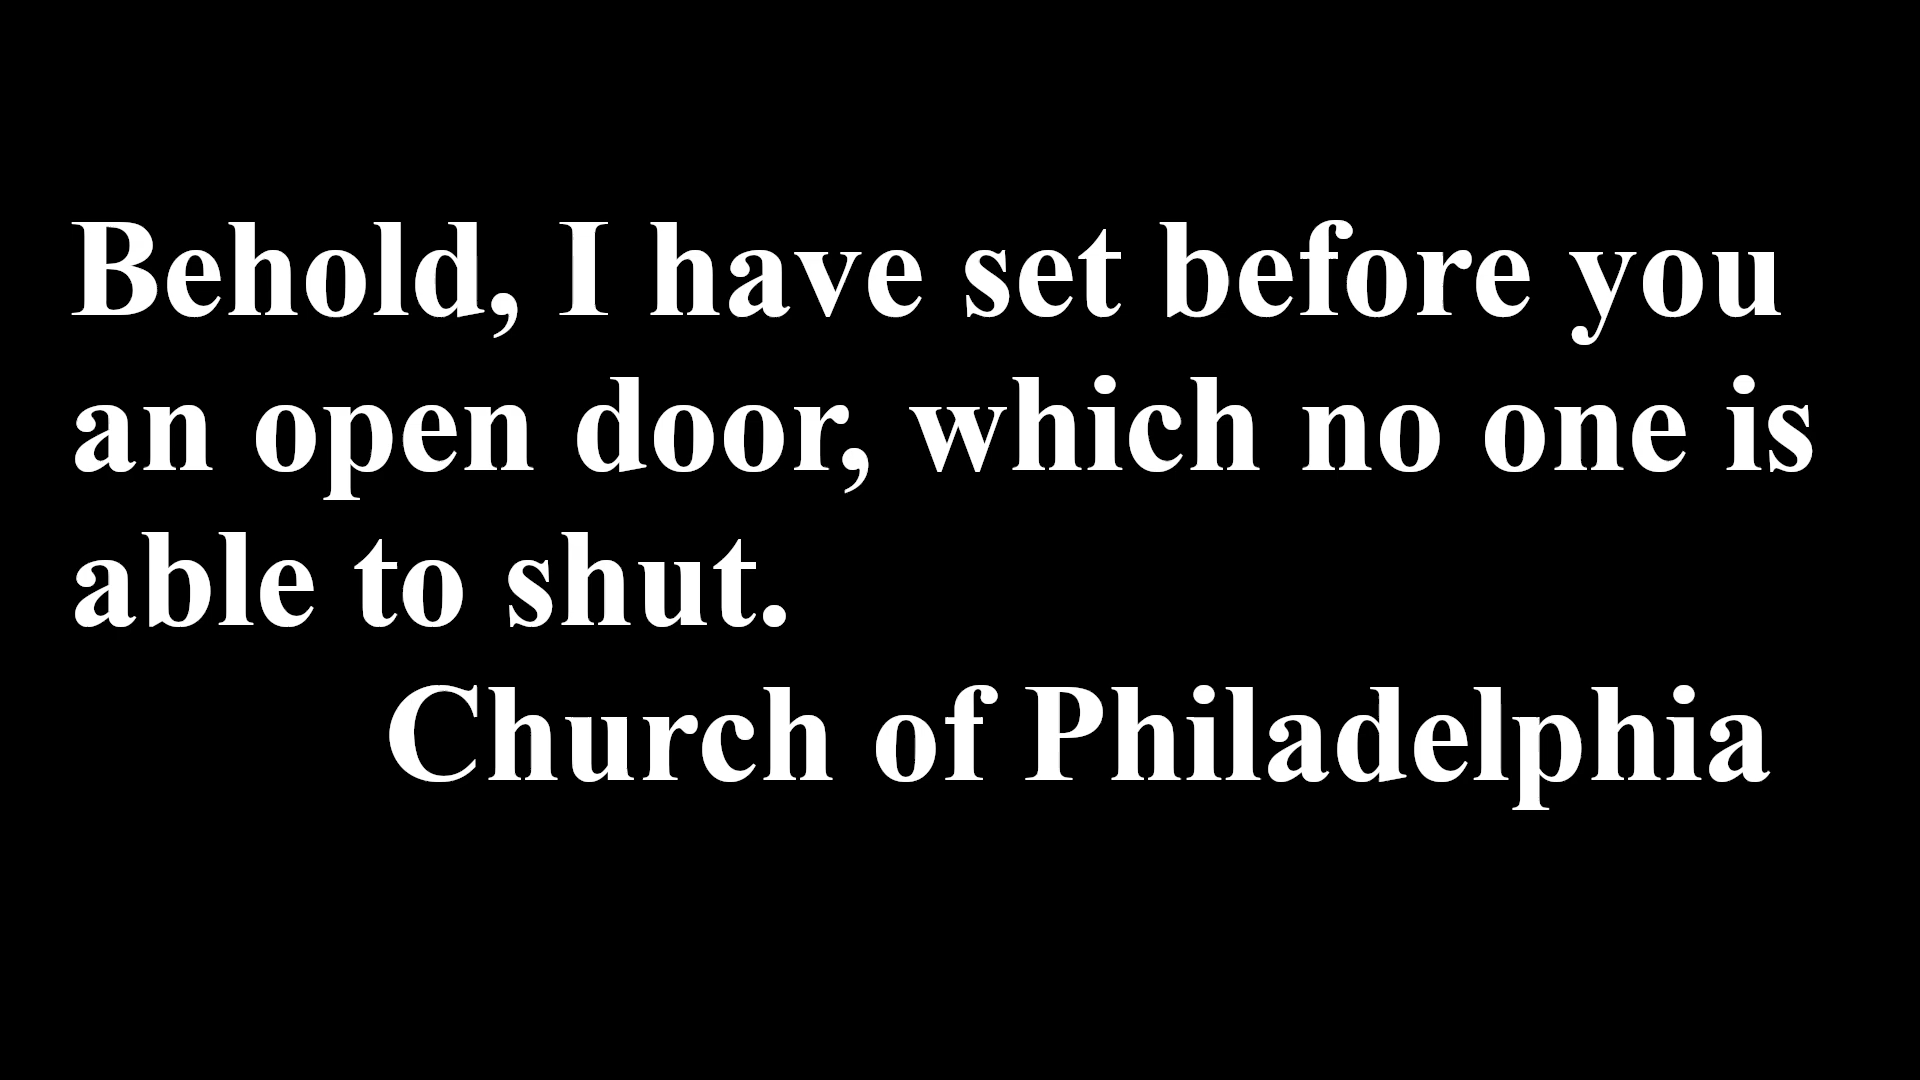 Behold, I have set before you
an open door, which no one is
able to shut.
Church of Philadelphia